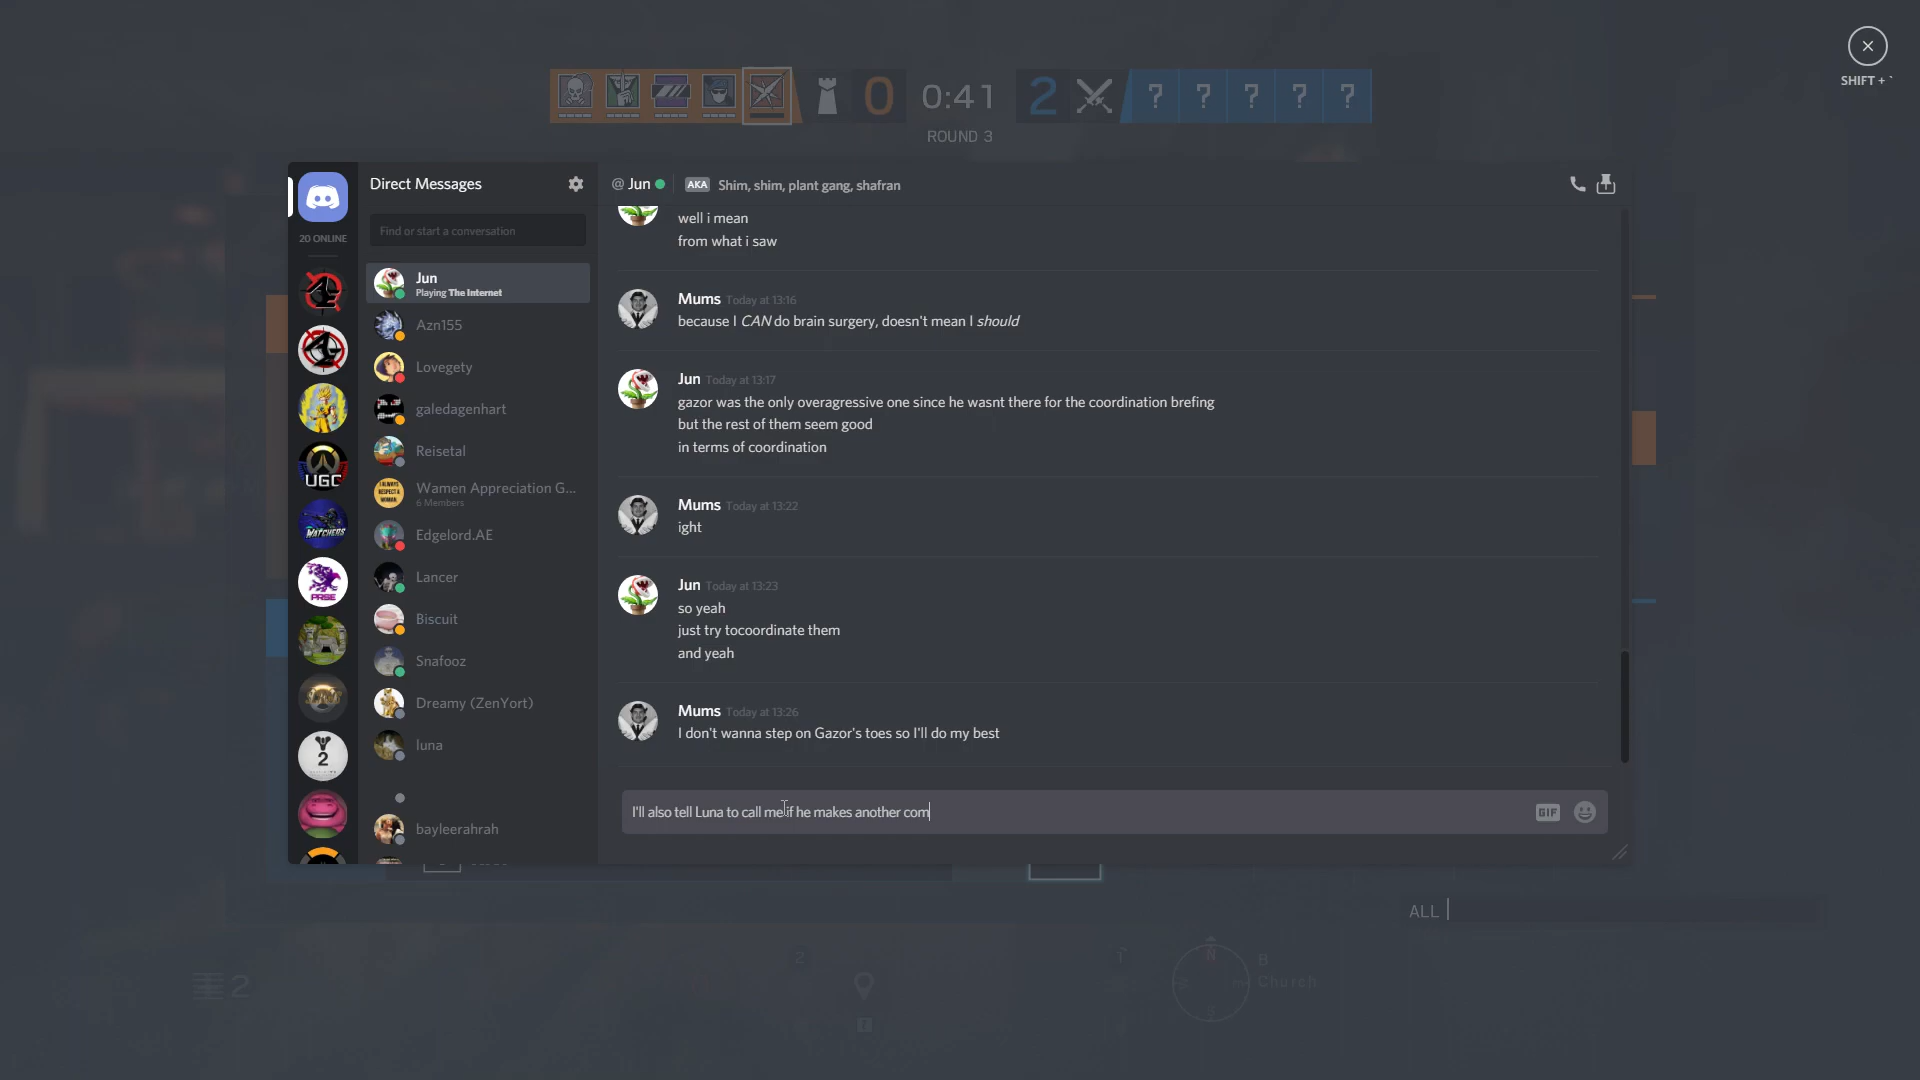 SHIFT + `
0 0:41 2 ? ? ? ? ?
ROUND 3
Direct Messages
@ Jun AKA Shim, shim, plant gang, shafran
20 ONLINE
Find or start a conversation
Jun
Playing The Internet
Azn155
Lovegety
galedagenhart
Reisetal
Wamen Appreciation G...
6 Members
Edgelord.AE
Lancer
Biscuit
Snafooz
Dreamy (ZenYort)
luna
bayleerahrah
UGC
WATCHERS
PRSE
2
well i mean
from what i saw
Mums Today at 13:16
because I CAN do brain surgery, doesn't mean I should
Jun Today at 13:17
gazor was the only overagressive one since he wasnt there for the coordination brefing
but the rest of them seem good
in terms of coordination
Mums Today at 13:22
ight
Jun Today at 13:23
so yeah
just try tocoordinate them
and yeah
Mums Today at 13:26
I don't wanna step on Gazor's toes so I'll do my best
I'll also tell Luna to call me if he makes another com
GIF
ALL
2
2
T
N
S
B
Church